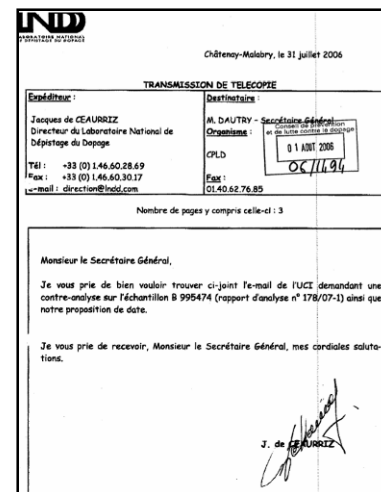 LNDD
LABORATOIRE NATIONAL
DE DEPISTAGE DU DOPAGE
Châtenay-Malabry, le 31 juillet 2006
TRANSMISSION DE TELECOPIE
Expéditeur :
Jacques de CEAURRIZ
Directeur du Laboratoire National de
Dépistage du Dopage
Tél : +33 (0) 1.46.60.28.69
Fax : +33 (0) 1.46.60.30.17
e-mail : direction@lndd.com
Destinataire :
M. DAUTRY - Secrétaire Général
Organisme :
CPLD
Fax :
01.40.62.76.85
Conseil de prévention
et de lutte contre le dopage
01 AOUT 2006
06/1494
Nombre de pages y compris celle-ci : 3
Monsieur le Secrétaire Général,
Je vous prie de bien vouloir trouver ci-joint l'e-mail de l'UCI demandant une
contre-analyse sur l'échantillon B 995474 (rapport d'analyse n° 178/07-1) ainsi que
notre proposition de date.
Je vous prie de recevoir, Monsieur le Secrétaire Général, mes cordiales saluta-
tions.
J. de CEAURRIZ